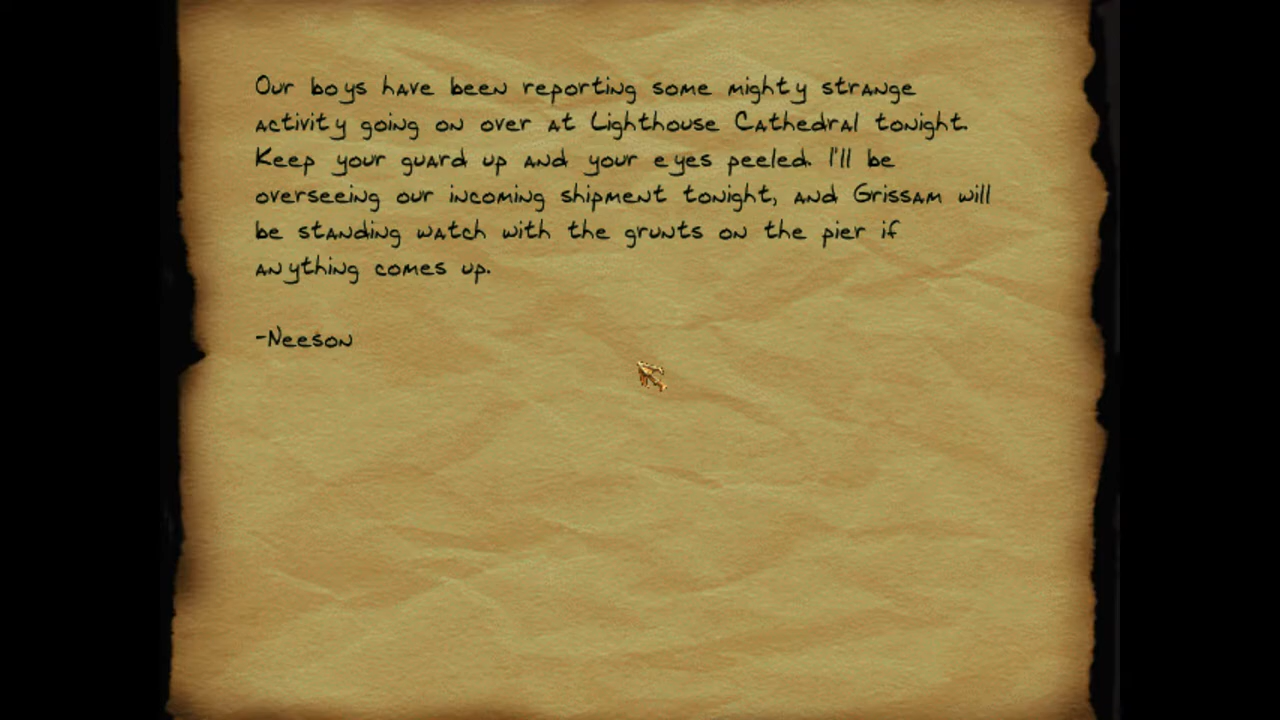 Our boys have been reporting some mighty strange
activity going on over at Lighthouse Cathedral tonight.
Keep your guard up and your eyes peeled. I'll be
overseeing our incoming shipment tonight, and Grissam will
be standing watch with the grunts on the pier if
anything comes up.
-Neeson